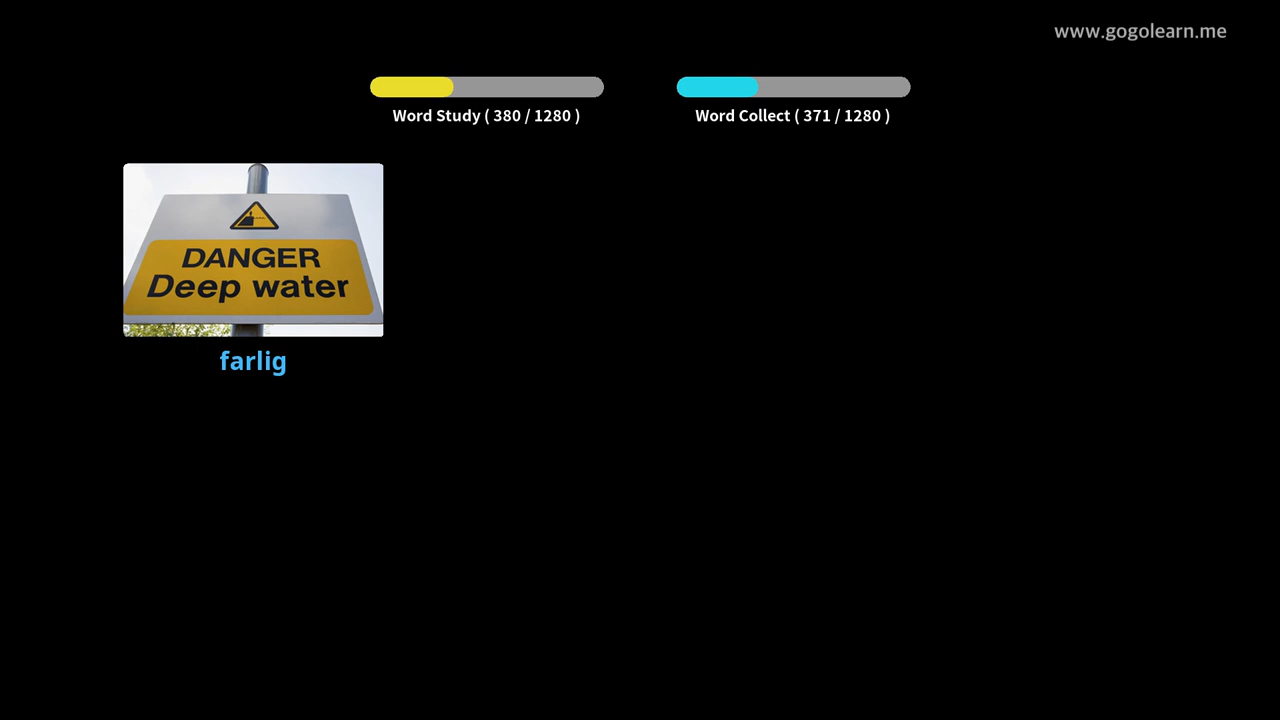 www.gogolearn.me
Word Study ( 380 / 1280 )
Word Collect ( 371 / 1280 )
DANGER
Deep water
farlig